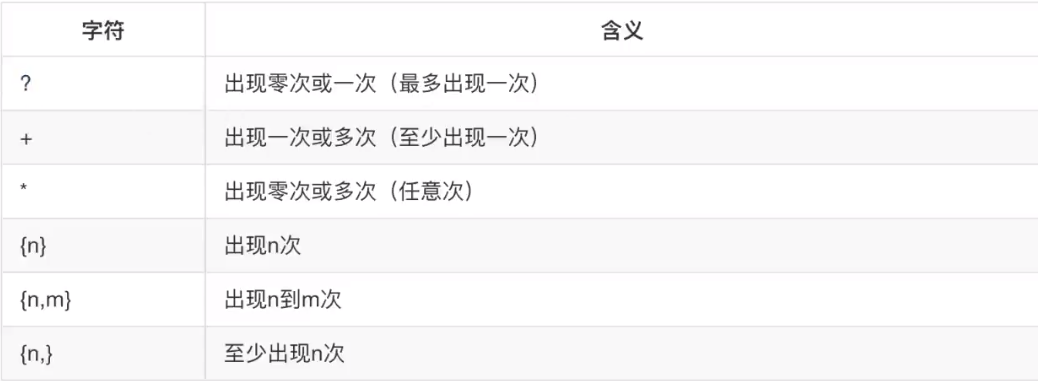 字符 含义
? 出现零次或一次（最多出现一次）
+ 出现一次或多次（至少出现一次）
* 出现零次或多次（任意次）
{n} 出现n次
{n,m} 出现n到m次
{n,} 至少出现n次